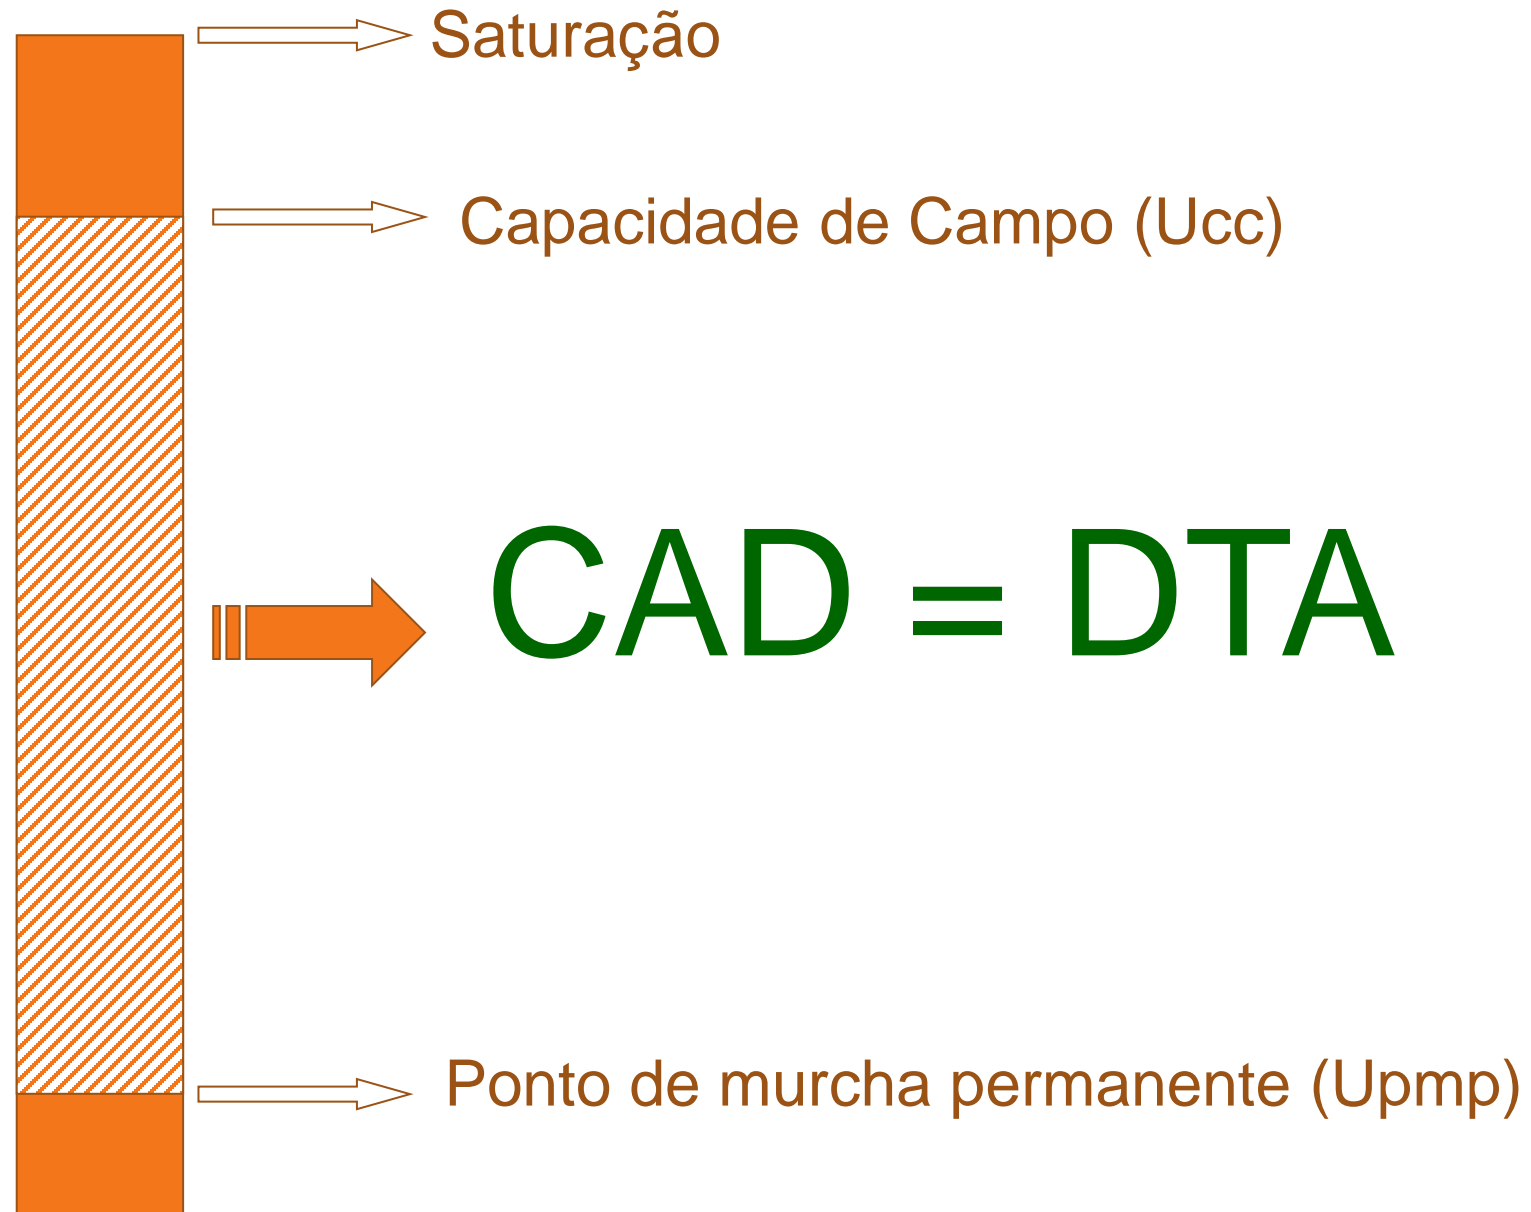 Saturação
Capacidade de Campo (Ucc)
CAD = DTA
Ponto de murcha permanente (Upmp)